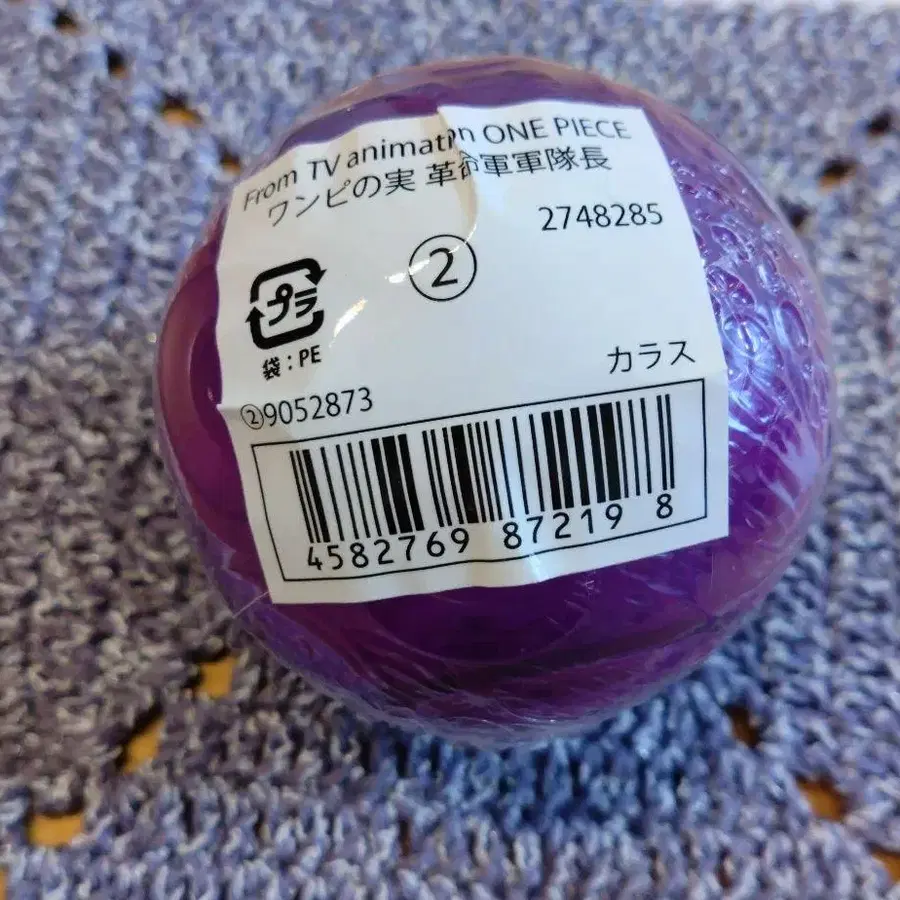 From TV animation ONE PIECE
ワンピの実 革命軍軍隊長
2748285
②
プラ
袋:PE
カラス
②9052873
4582769 87219 8